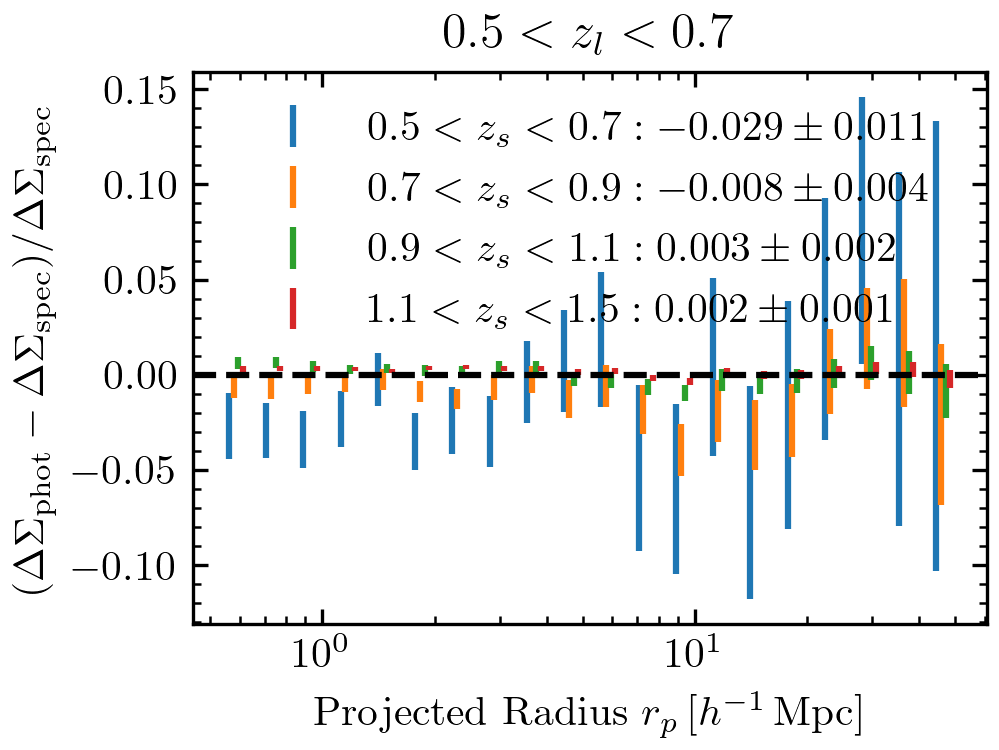 0.5 < z_l < 0.7
(ΔΣ_phot − ΔΣ_spec)/ΔΣ_spec
0.15
0.10
0.05
0.00
−0.05
−0.10
0.5 < z_s < 0.7 : −0.029 ± 0.011
0.7 < z_s < 0.9 : −0.008 ± 0.004
0.9 < z_s < 1.1 : 0.003 ± 0.002
1.1 < z_s < 1.5 : 0.002 ± 0.001
10^0 10^1
Projected Radius r_p [h^−1 Mpc]